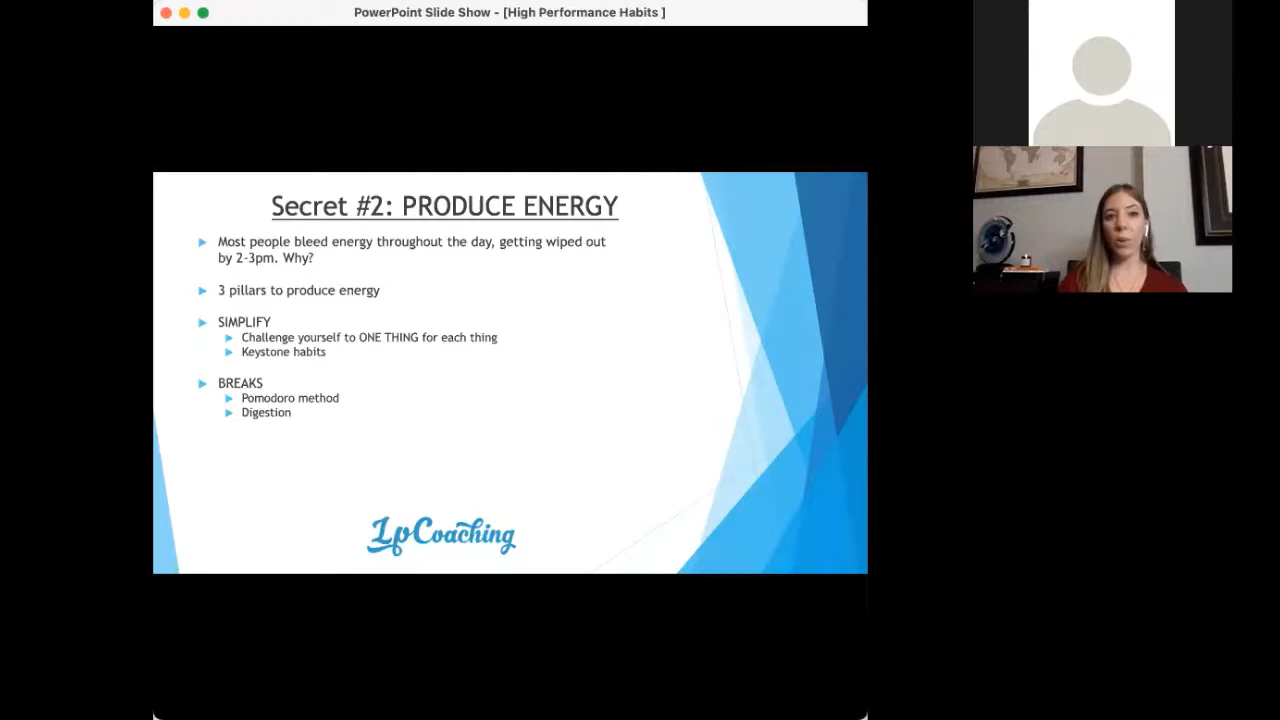 PowerPoint Slide Show - [High Performance Habits ]
Secret #2: PRODUCE ENERGY
Most people bleed energy throughout the day, getting wiped out
by 2-3pm. Why?
3 pillars to produce energy
SIMPLIFY
Challenge yourself to ONE THING for each thing
Keystone habits
BREAKS
Pomodoro method
Digestion
LpCoaching